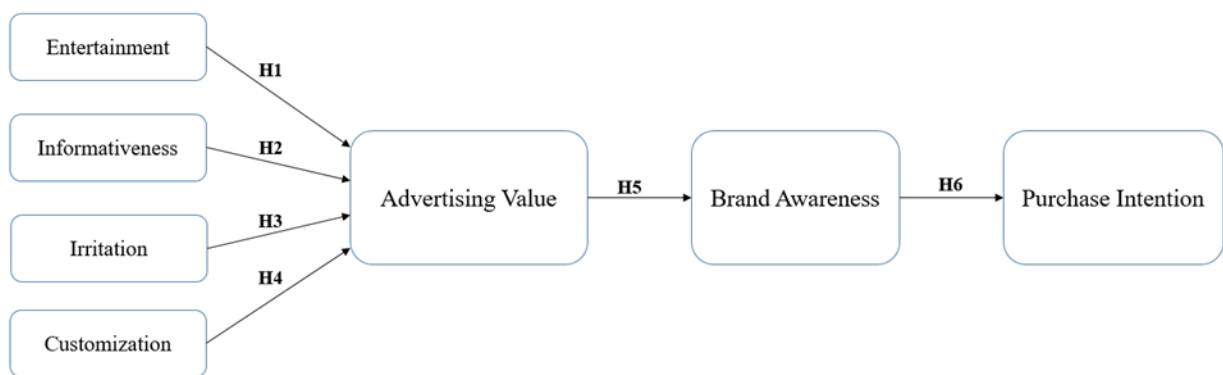 Entertainment
H1
Informativeness
H2
Irritation
H3
Customization
H4
Advertising Value
H5
Brand Awareness
H6
Purchase Intention